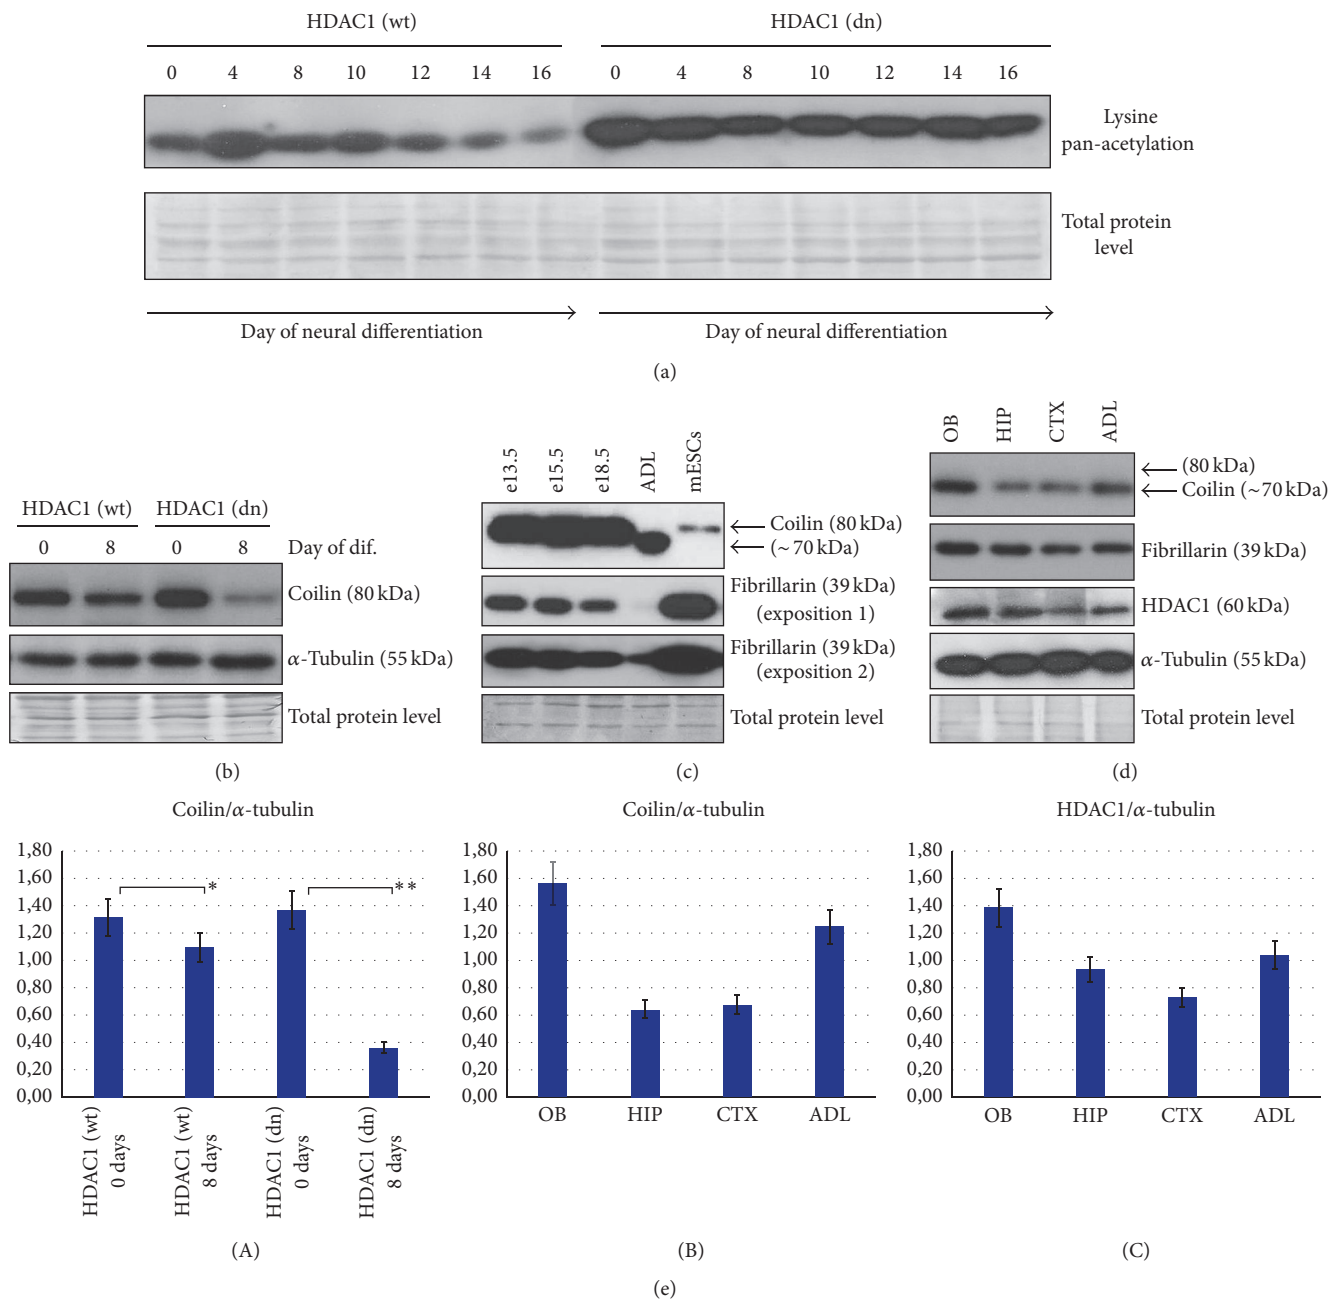 HDAC1 (wt) HDAC1 (dn)
0 4 8 10 12 14 16 0 4 8 10 12 14 16
Lysine
pan-acetylation
Total protein
level
Day of neural differentiation Day of neural differentiation
(a)
HDAC1 (wt) HDAC1 (dn)
0 8 0 8 Day of dif.
Coilin (80 kDa)
α-Tubulin (55 kDa)
Total protein level
(b)
e13.5 e15.5 e18.5 ADL mESCs
Coilin (80 kDa)
(~70 kDa)
Fibrillarin (39 kDa)
(exposition 1)
Fibrillarin (39 kDa)
(exposition 2)
Total protein level
(c)
OB HIP CTX ADL
(80 kDa)
Coilin (~70 kDa)
Fibrillarin (39 kDa)
HDAC1 (60 kDa)
α-Tubulin (55 kDa)
Total protein level
(d)
Coilin/α-tubulin
1,80
1,60
1,40
1,20
1,00
0,80
0,60
0,40
0,20
0,00
* **
HDAC1 (wt)
0 days
HDAC1 (wt)
8 days
HDAC1 (dn)
0 days
HDAC1 (dn)
8 days
(A)
Coilin/α-tubulin
1,80
1,60
1,40
1,20
1,00
0,80
0,60
0,40
0,20
0,00
OB HIP CTX ADL
(B)
HDAC1/α-tubulin
1,80
1,60
1,40
1,20
1,00
0,80
0,60
0,40
0,20
0,00
OB HIP CTX ADL
(C)
(e)